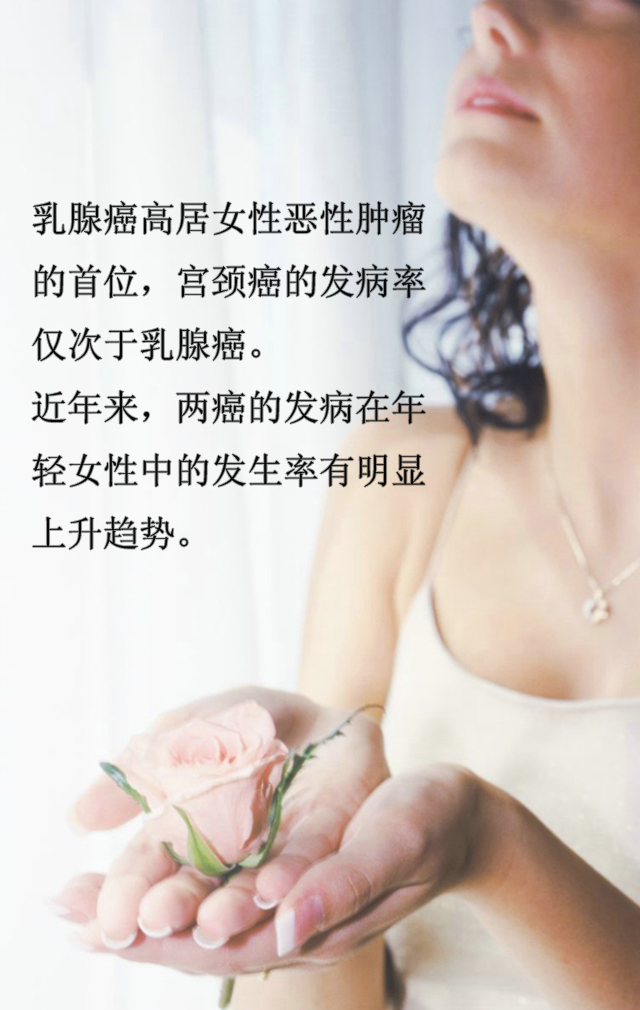 乳腺癌高居女性恶性肿瘤
的首位，宫颈癌的发病率
仅次于乳腺癌。
近年来，两癌的发病在年
轻女性中的发生率有明显
上升趋势。